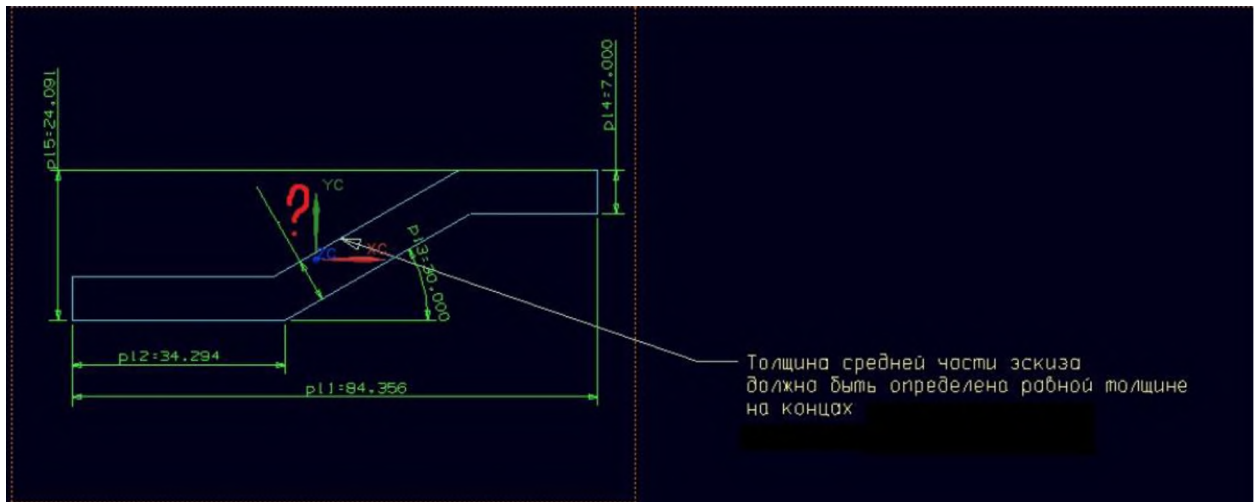 p15=24.091
p14=7.000
?
YC
XC
ZC
p13=30.000
p12=34.294
p11=84.356
Толщина средней части эскиза
должна быть определена равной толщине
на концах